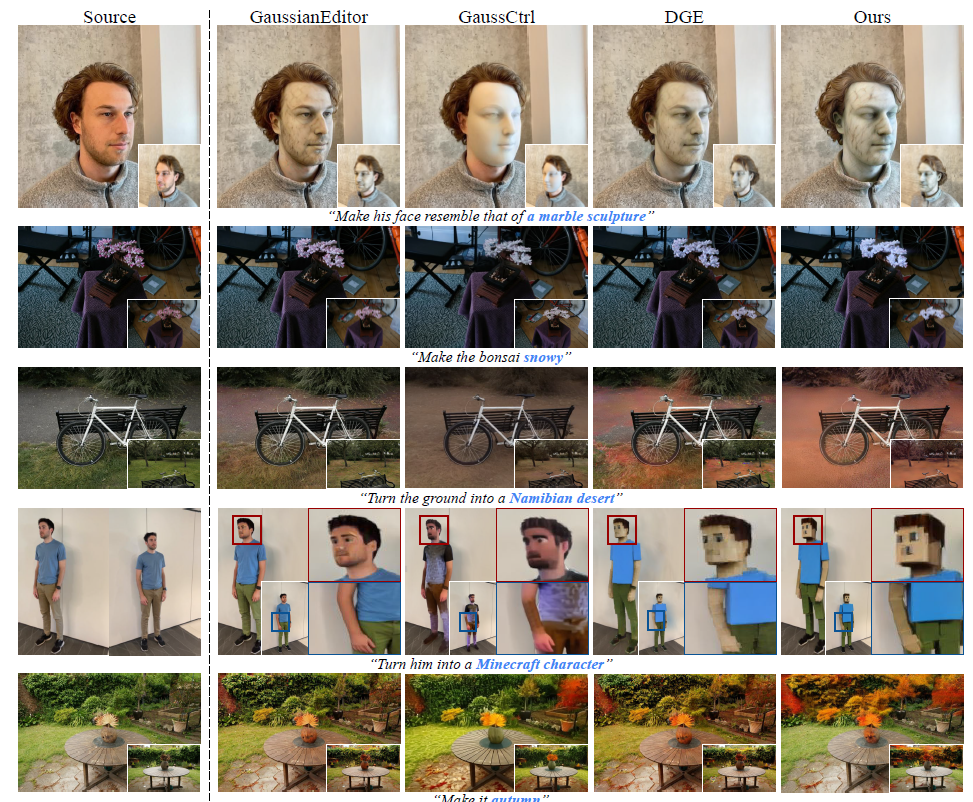 Source GaussianEditor GaussCtrl DGE Ours
“Make his face resemble that of a marble sculpture”
“Make the bonsai snowy”
“Turn the ground into a Namibian desert”
“Turn him into a Minecraft character”
“Make it autumn”